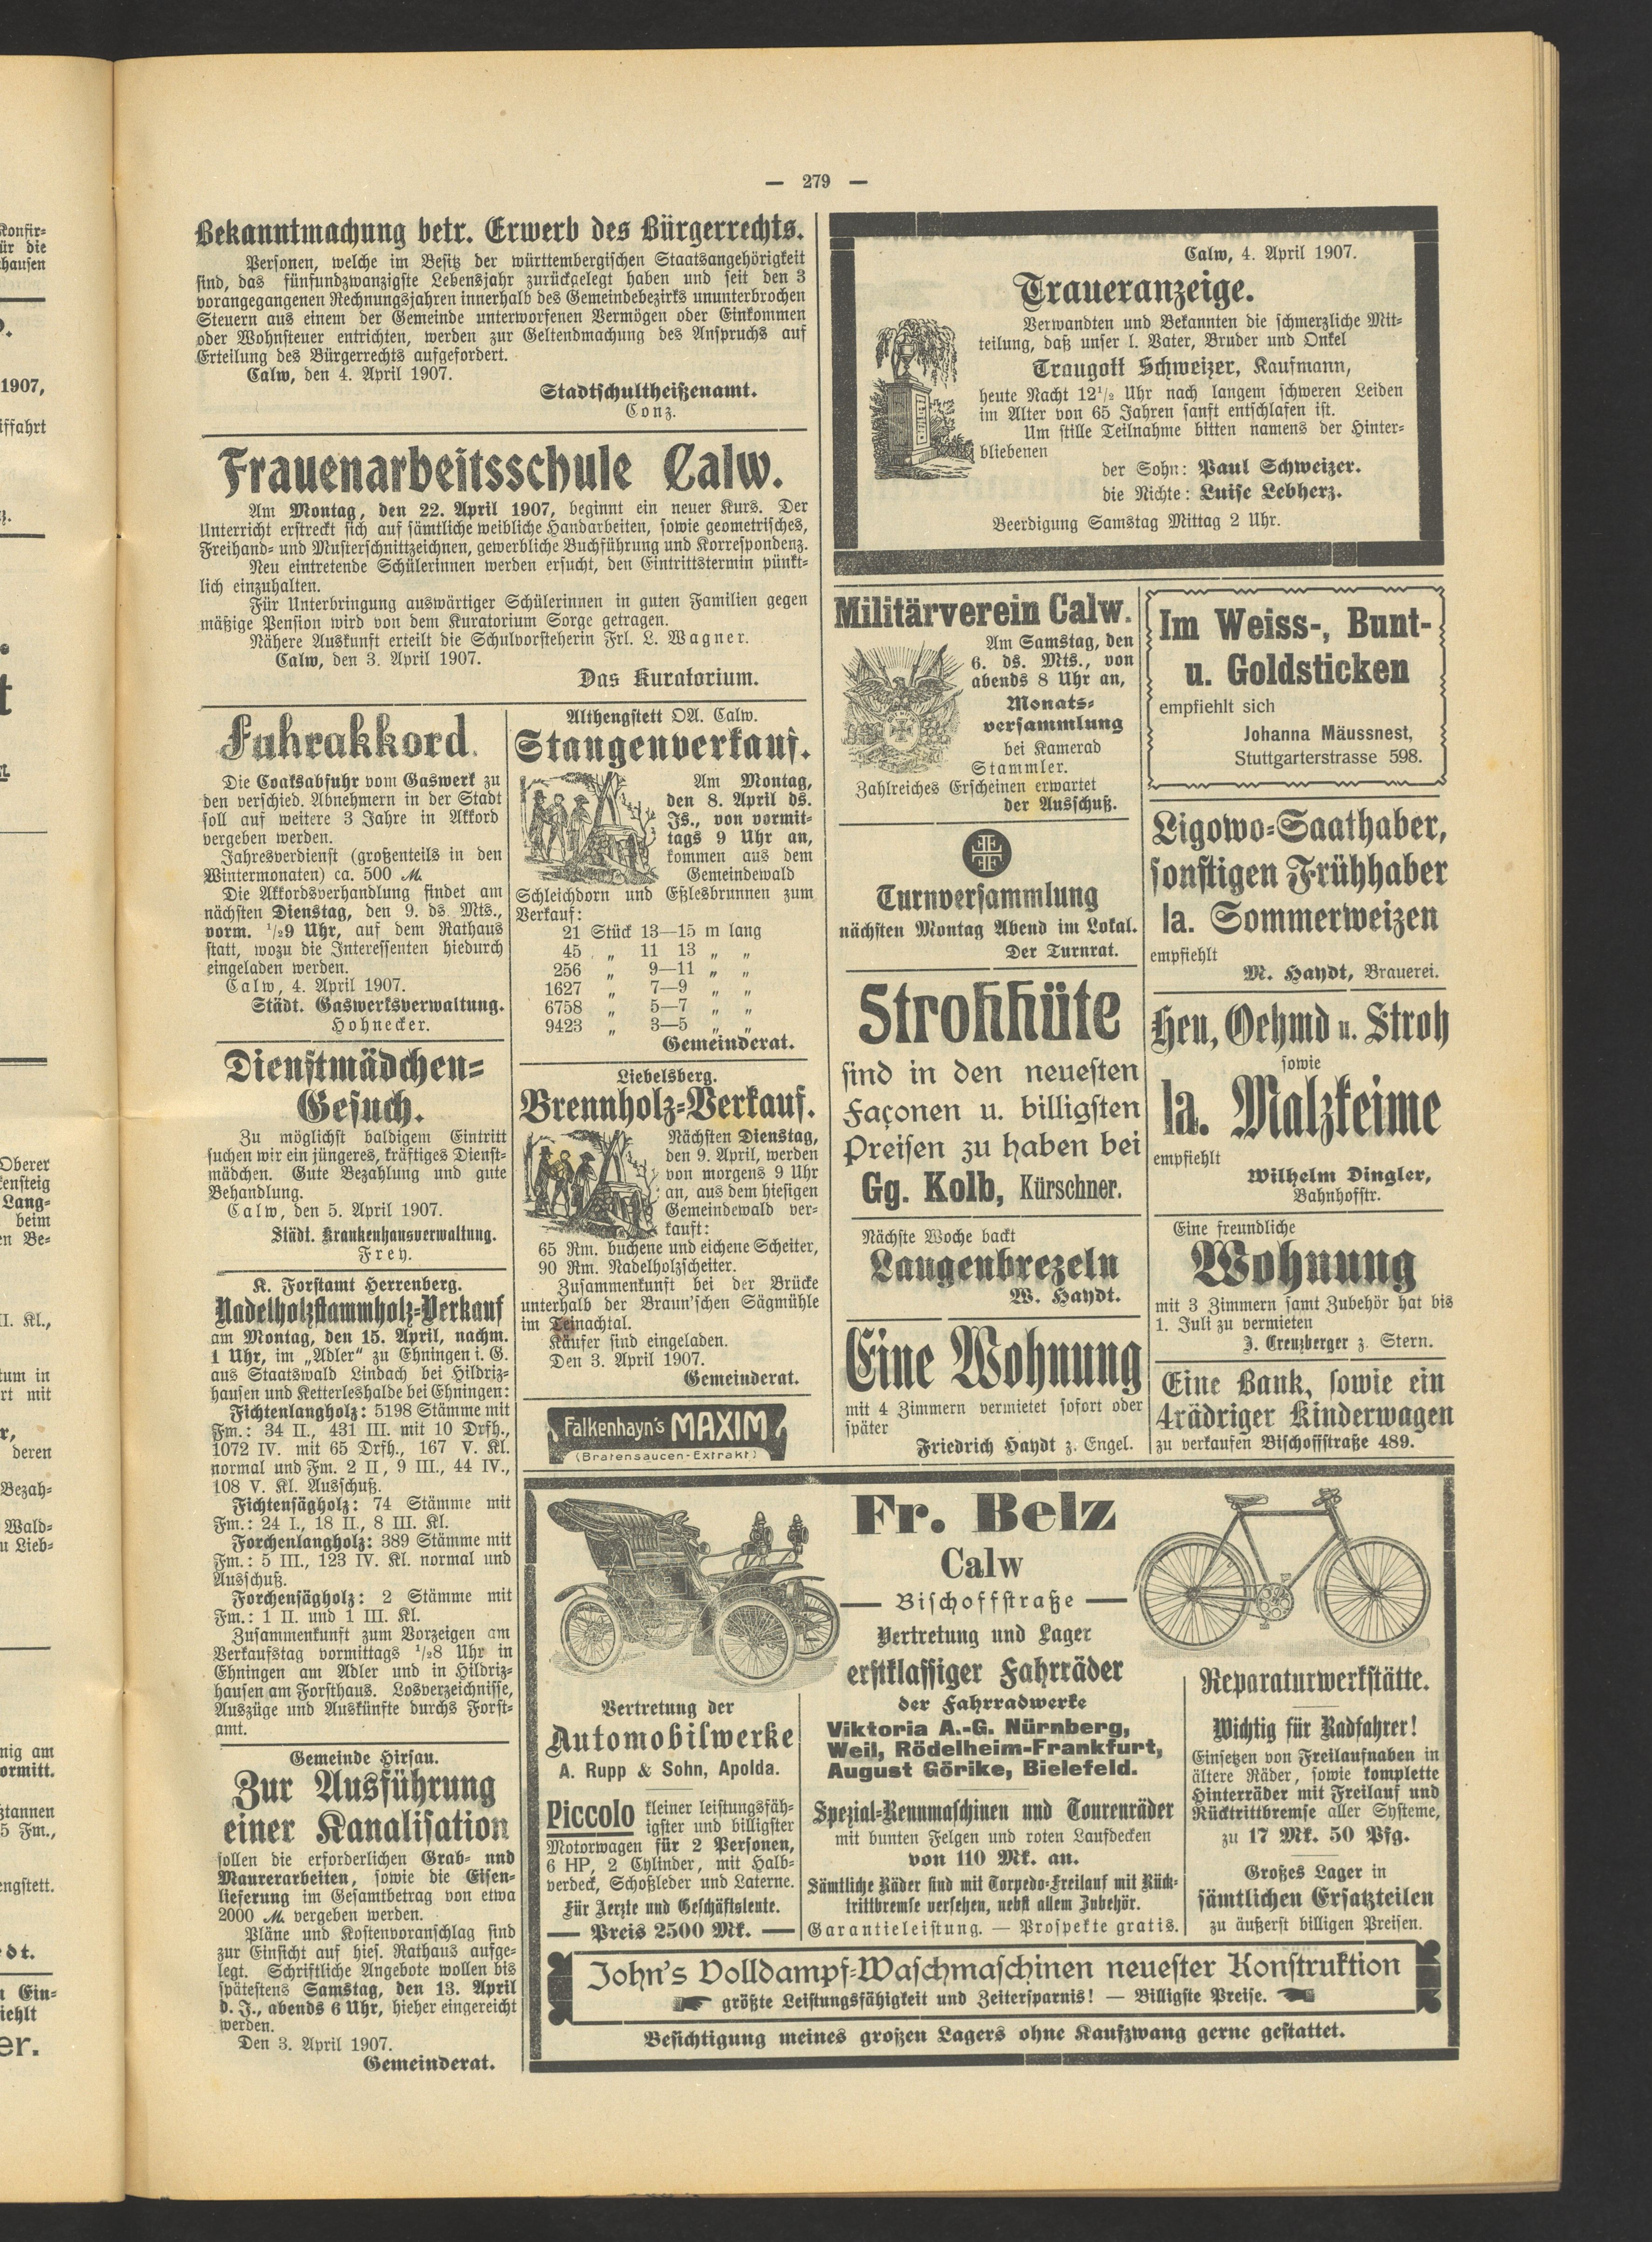 — 279 —
Bekanntmachung betr. Erwerb des Bürgerrechts.
Personen, welche im Besitz der württembergischen Staatsangehörigkeit
sind, das fünfundzwanzigste Lebensjahr zurückgelegt haben und seit den 3
vorangegangenen Rechnungsjahren innerhalb des Gemeindebezirks ununterbrochen
Steuern aus einem der Gemeinde unterworfenen Vermögen oder Einkommen
oder Wohnsteuer entrichten, werden zur Geltendmachung des Anspruchs auf
Erteilung des Bürgerrechts aufgefordert.
Calw, den 4. April 1907.
Stadtschultheißenamt.
Conz.
Frauenarbeitsschule Calw.
Am Montag, den 22. April 1907, beginnt ein neuer Kurs. Der
Unterricht erstreckt sich auf sämtliche weibliche Handarbeiten, sowie geometrisches,
Freihand- und Musterschnittzeichnen, gewerbliche Buchführung und Korrespondenz.
Neu eintretende Schülerinnen werden ersucht, den Eintrittstermin pünkt-
lich einzuhalten.
Für Unterbringung auswärtiger Schülerinnen in guten Familien gegen
mäßige Pension wird von dem Kuratorium Sorge getragen.
Nähere Auskunft erteilt die Schulvorsteherin Frl. L. Wagner.
Calw, den 3. April 1907.
Das Kuratorium.
Fuhrakkord.
Die Coaksabfuhr vom Gaswerk zu
den verschied. Abnehmern in der Stadt
soll auf weitere 3 Jahre in Akkord
vergeben werden.
Jahresverdienst (großenteils in den
Wintermonaten) ca. 500 M.
Die Akkordsverhandlung findet am
nächsten Dienstag, den 9. ds. Mts.,
vorm. 1/29 Uhr, auf dem Rathaus
statt, wozu die Interessenten hiedurch
eingeladen werden.
Calw, 4. April 1907.
Städt. Gaswerksverwaltung.
Hohnecker.
Dienstmädchen-
Gesuch.
Zu möglichst baldigem Eintritt
suchen wir ein jüngeres, kräftiges Dienst-
mädchen. Gute Bezahlung und gute
Behandlung.
Calw, den 5. April 1907.
Städt. Krankenhausverwaltung.
Frey.
K. Forstamt Herrenberg.
Nadelholzstammholz-Verkauf
am Montag, den 15. April, nachm.
1 Uhr, im „Adler“ zu Ehningen i. G.
aus Staatswald Lindach bei Hildriz-
hausen und Ketterleshalde bei Ehningen:
Fichtenlangholz: 5198 Stämme mit
Fm.: 34 II., 431 III. mit 10 Drfh.,
1072 IV. mit 65 Drfh., 167 V. Kl.
normal und Fm. 2 II, 9 III., 44 IV.,
108 V. Kl. Ausschuß.
Fichtensägholz: 74 Stämme mit
Fm.: 24 I., 18 II., 8 III. Kl.
Forchenlangholz: 389 Stämme mit
Fm.: 5 III., 123 IV. Kl. normal und
Ausschuß.
Forchensägholz: 2 Stämme mit
Fm.: 1 II. und 1 III. Kl.
Zusammenkunft zum Vorzeigen am
Verkaufstag vormittags 1/28 Uhr in
Ehningen am Adler und in Hildriz-
hausen am Forsthaus. Losverzeichnisse,
Auszüge und Auskünfte durchs Forst-
amt.
Gemeinde Hirsau.
Zur Ausführung
einer Kanalisation
sollen die erforderlichen Grab- und
Maurerarbeiten, sowie die Eisen-
lieferung im Gesamtbetrag von etwa
2000 M. vergeben werden.
Pläne und Kostenvoranschlag sind
zur Einsicht auf hies. Rathaus aufge-
legt. Schriftliche Angebote wollen bis
spätestens Samstag, den 13. April
d. J., abends 6 Uhr, hieher eingereicht
werden.
Den 3. April 1907.
Gemeinderat.
Althengstett OA. Calw.
Stangenverkauf.
Am Montag,
den 8. April ds.
Js., von vormit-
tags 9 Uhr an,
kommen aus dem
Gemeindewald
Schleichdorn und Eßlesbrunnen zum
Verkauf:
21 Stück 13—15 m lang
45 „ 11 13 „ „
256 „ 9—11 „ „
1627 „ 7—9 „ „
6758 „ 5—7 „ „
9423 „ 3—5 „ „
Gemeinderat.
Liebelsberg.
Brennholz-Verkauf.
Nächsten Dienstag,
den 9. April, werden
von morgens 9 Uhr
an, aus dem hiesigen
Gemeindewald ver-
kauft:
65 Rm. buchene und eichene Scheiter,
90 Rm. Nadelholzscheiter.
Zusammenkunft bei der Brücke
unterhalb der Braun'schen Sägmühle
im Teinachtal.
Käufer sind eingeladen.
Den 3. April 1907.
Gemeinderat.
Falkenhayn's MAXIM
(Bratensaucen-Extrakt)
Calw, 4. April 1907.
Traueranzeige.
Verwandten und Bekannten die schmerzliche Mit-
teilung, daß unser l. Vater, Bruder und Onkel
Traugott Schweizer, Kaufmann,
heute Nacht 12 1/2 Uhr nach langem schweren Leiden
im Alter von 65 Jahren sanft entschlafen ist.
Um stille Teilnahme bitten namens der Hinter-
bliebenen
der Sohn: Paul Schweizer.
die Nichte: Luise Lebherz.
Beerdigung Samstag Mittag 2 Uhr.
Militärverein Calw.
Am Samstag, den
6. ds. Mts., von
abends 8 Uhr an,
Monats-
versammlung
bei Kamerad
Stammler.
Zahlreiches Erscheinen erwartet
der Ausschuß.
Turnversammlung
nächsten Montag Abend im Lokal.
Der Turnrat.
Strohhüte
sind in den neuesten
Façonen u. billigsten
Preisen zu haben bei
Gg. Kolb, Kürschner.
Nächste Woche backt
Laugenbrezeln
W. Haydt.
Eine Wohnung
mit 4 Zimmern vermietet sofort oder
später
Friedrich Haydt z. Engel.
Im Weiss-, Bunt-
u. Goldsticken
empfiehlt sich
Johanna Mäussnest,
Stuttgarterstrasse 598.
Ligowo-Saathaber,
sonstigen Frühhaber
Ia. Sommerweizen
empfiehlt
M. Haydt, Brauerei.
Heu, Oehmd u. Stroh
sowie
Ia. Malzkeime
empfiehlt
Wilhelm Dingler,
Bahnhofstr.
Eine freundliche
Wohnung
mit 3 Zimmern samt Zubehör hat bis
1. Juli zu vermieten
J. Creuzberger z. Stern.
Eine Bank, sowie ein
4rädriger Kinderwagen
zu verkaufen Bischoffstraße 489.
Fr. Belz
Calw
— Bischoffstraße —
Vertretung und Lager
erstklassiger Fahrräder
der Fahrradwerke
Viktoria A.-G. Nürnberg,
Weil, Rödelheim-Frankfurt,
August Görike, Bielefeld.
Spezial-Rennmaschinen und Tourenräder
mit bunten Felgen und roten Laufdecken
von 110 Mk. an.
Sämtliche Räder sind mit Torpedo-Freilauf mit Rück-
trittbremse versehen, nebst allem Zubehör.
Garantieleistung. — Prospekte gratis.
Vertretung der
Automobilwerke
A. Rupp & Sohn, Apolda.
Piccolo kleiner leistungsfäh-
igster und billigster
Motorwagen für 2 Personen,
6 HP, 2 Cylinder, mit Halb-
verdeck, Schoßleder und Laterne.
Für Aerzte und Geschäftsleute.
— Preis 2500 Mk. —
Reparaturwerkstätte.
Wichtig für Radfahrer!
Einsetzen von Freilaufnaben in
ältere Räder, sowie komplette
Hinterräder mit Freilauf und
Rücktrittbremse aller Systeme,
zu 17 Mk. 50 Pfg.
Großes Lager in
sämtlichen Ersatzteilen
zu äußerst billigen Preisen.
John's Volldampf-Waschmaschinen neuester Konstruktion
größte Leistungsfähigkeit und Zeitersparnis! — Billigste Preise.
Besichtigung meines großen Lagers ohne Kaufzwang gerne gestattet.